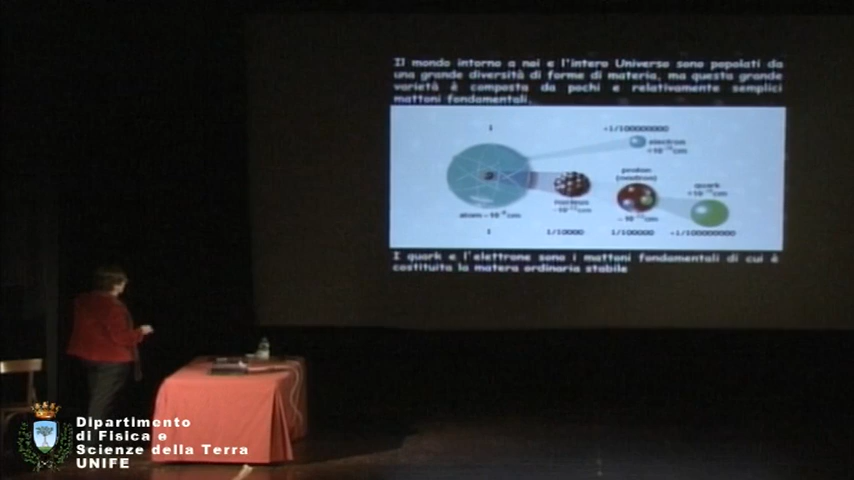 Il mondo intorno a noi e l'intero Universo sono popolati da
una grande diversità di forme di materia, ma questa grande
varietà è composta da pochi e relativamente semplici
mattoni fondamentali.
1
electron
proton
(neutron)
quark
nucleus
atom
1
1/10000
1/100000
I quark e l'elettrone sono i mattoni fondamentali di cui è
costituita la matera ordinaria stabile
Dipartimento
di Fisica e
Scienze della Terra
UNIFE